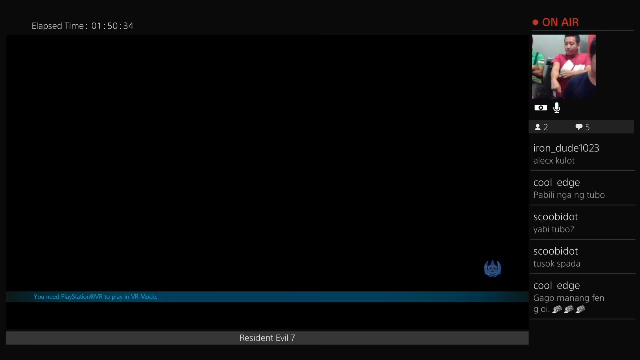 Elapsed Time: 01:50:34
ON AIR
2
5
iron_dude1023
alecx kulot
cool_edge
Pabili nga ng tubo
scoobidot
yabi tubo?
scoobidot
tusok spada
cool_edge
Gago manang fen
g oi.
You need PlayStation®VR to play in VR Mode.
Resident Evil 7